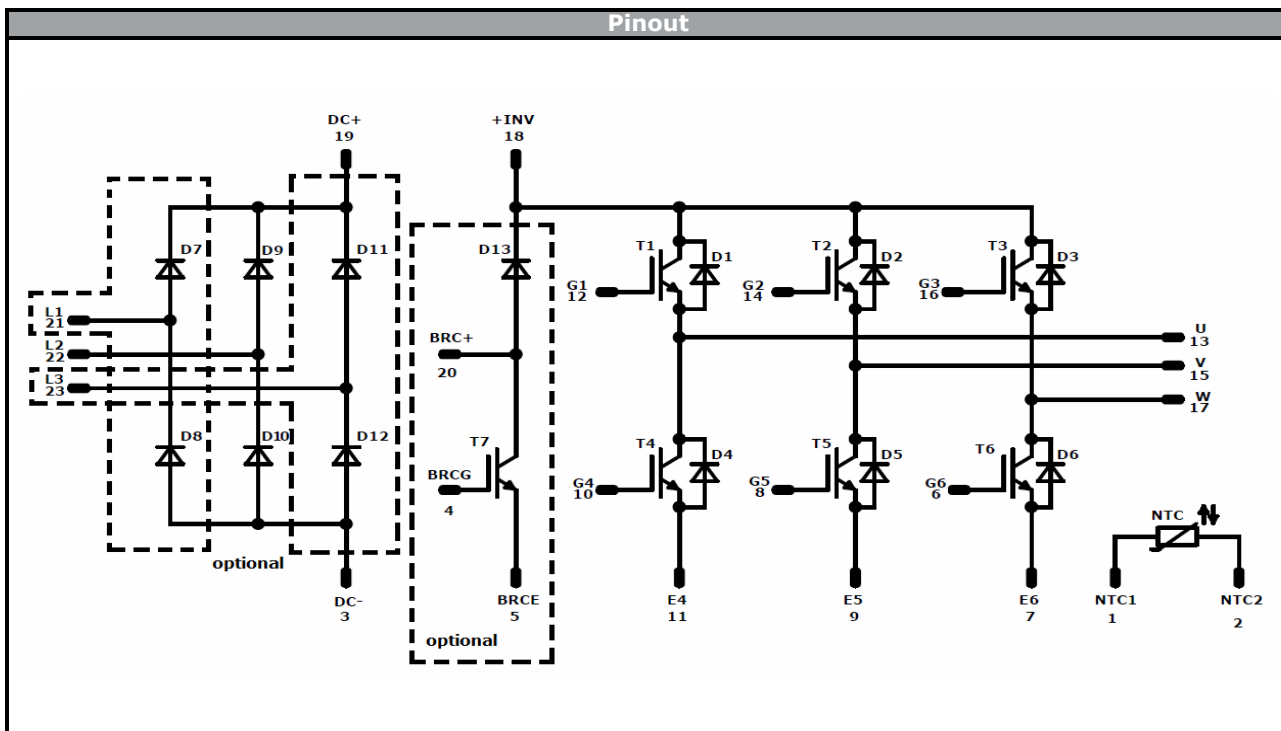 Pinout
DC+
19
+INV
18
D7
D9
D11
D13
T1
D1
T2
D2
T3
D3
G1
12
G2
14
G3
16
L1
21
L2
22
L3
23
BRC+
20
U
13
V
15
W
17
D8
D10
D12
T7
BRCG
4
T4
D4
T5
D5
T6
D6
G4
10
G5
8
G6
6
NTC
optional
DC-
3
BRCE
5
optional
E4
11
E5
9
E6
7
NTC1
1
NTC2
2